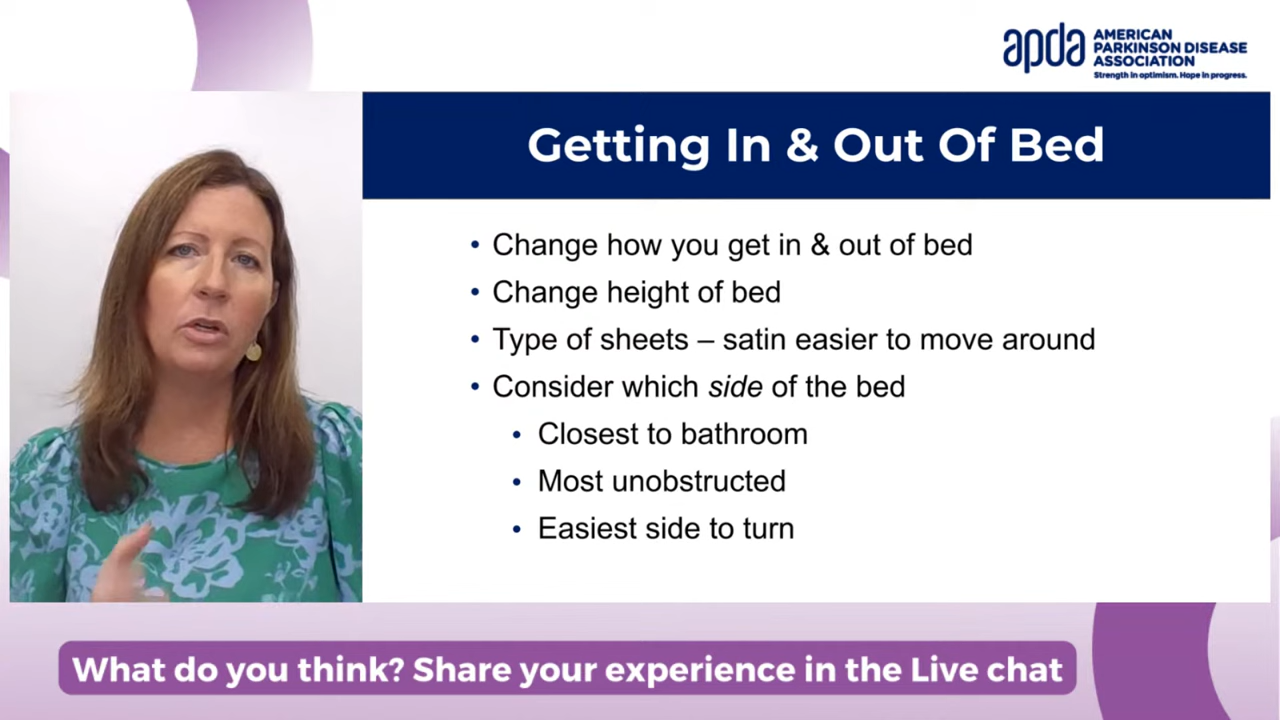 apda AMERICAN
PARKINSON DISEASE
ASSOCIATION
Strength in optimism. Hope in progress.
Getting In & Out Of Bed
• Change how you get in & out of bed
• Change height of bed
• Type of sheets – satin easier to move around
• Consider which side of the bed
• Closest to bathroom
• Most unobstructed
• Easiest side to turn
What do you think? Share your experience in the Live chat